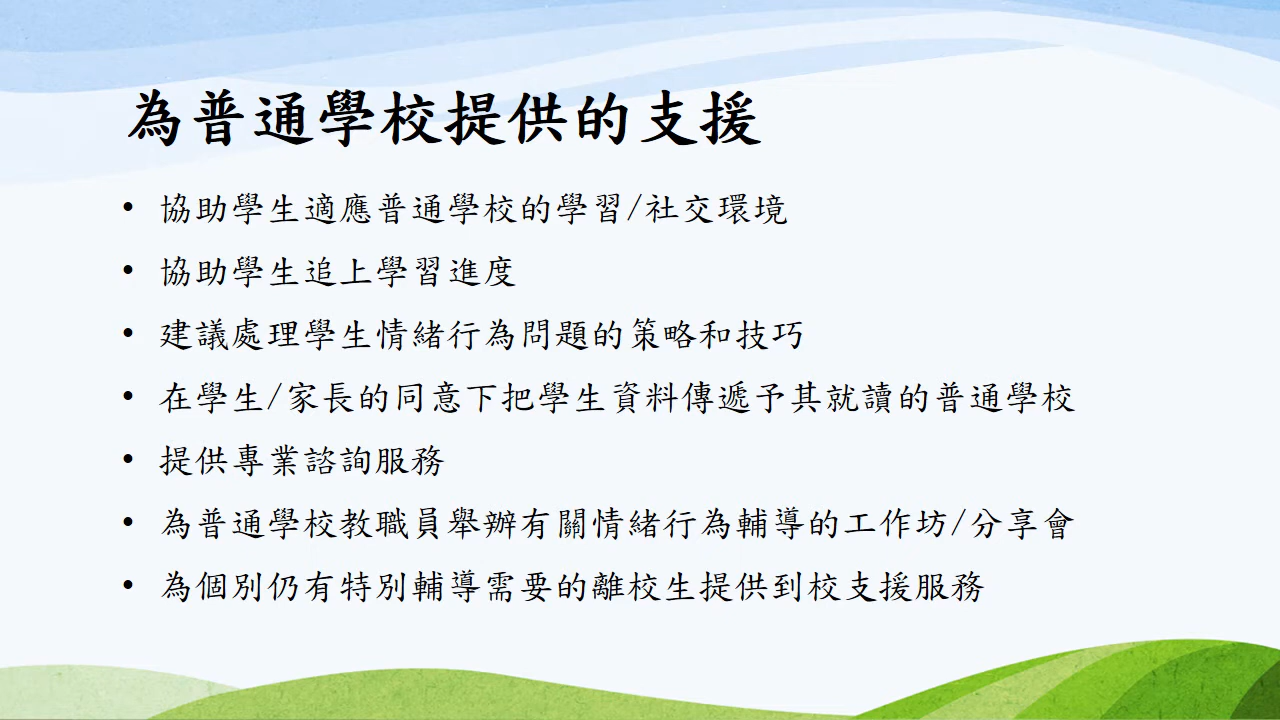 為普通學校提供的支援
• 協助學生適應普通學校的學習/社交環境
• 協助學生追上學習進度
• 建議處理學生情緒行為問題的策略和技巧
• 在學生/家長的同意下把學生資料傳遞予其就讀的普通學校
• 提供專業諮詢服務
• 為普通學校教職員舉辦有關情緒行為輔導的工作坊/分享會
• 為個別仍有特別輔導需要的離校生提供到校支援服務